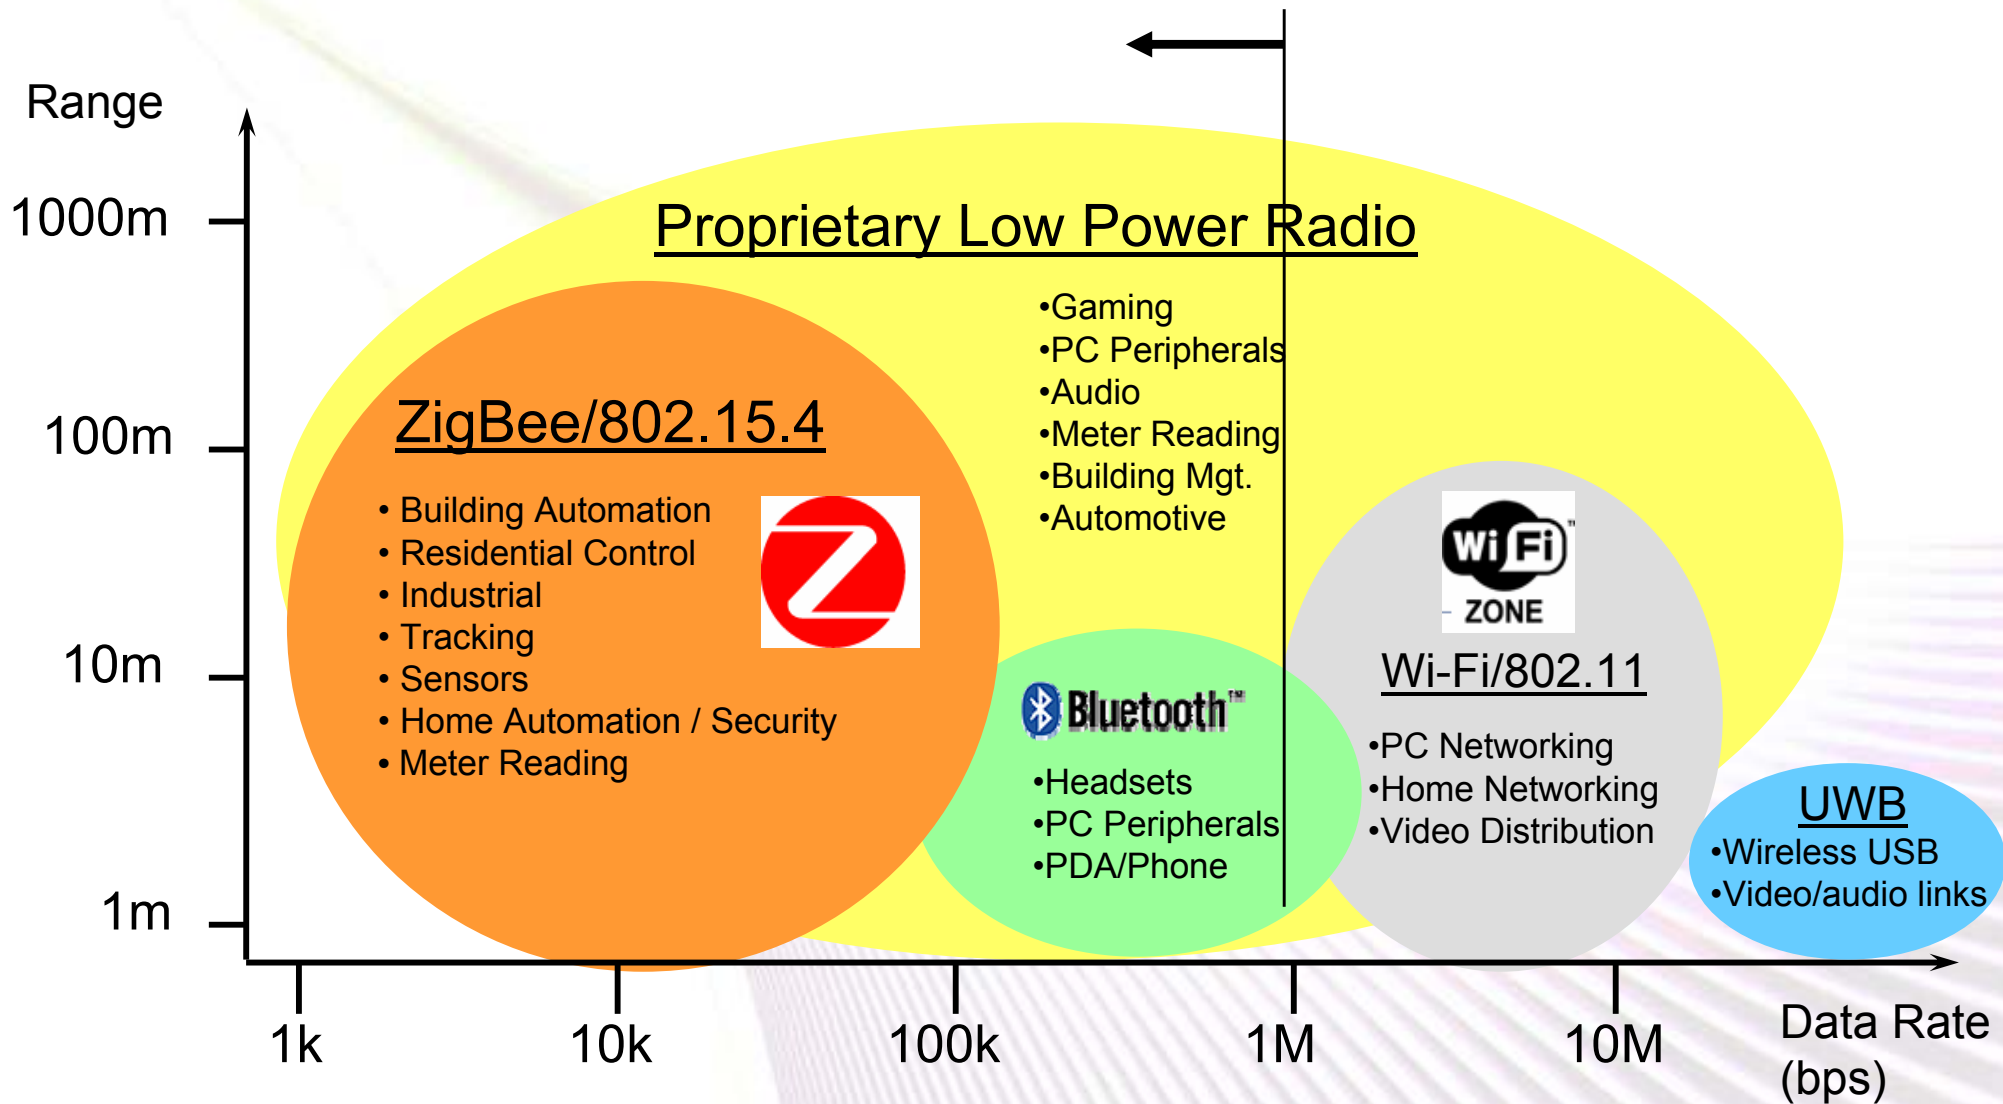 Range
1000m
100m
10m
1m
Proprietary Low Power Radio
•Gaming
•PC Peripherals
•Audio
•Meter Reading
•Building Mgt.
•Automotive
ZigBee/802.15.4
• Building Automation
• Residential Control
• Industrial
• Tracking
• Sensors
• Home Automation / Security
• Meter Reading
Z
Bluetooth™
•Headsets
•PC Peripherals
•PDA/Phone
Wi Fi™
ZONE
Wi-Fi/802.11
•PC Networking
•Home Networking
•Video Distribution
UWB
•Wireless USB
•Video/audio links
1k
10k
100k
1M
10M
Data Rate
(bps)